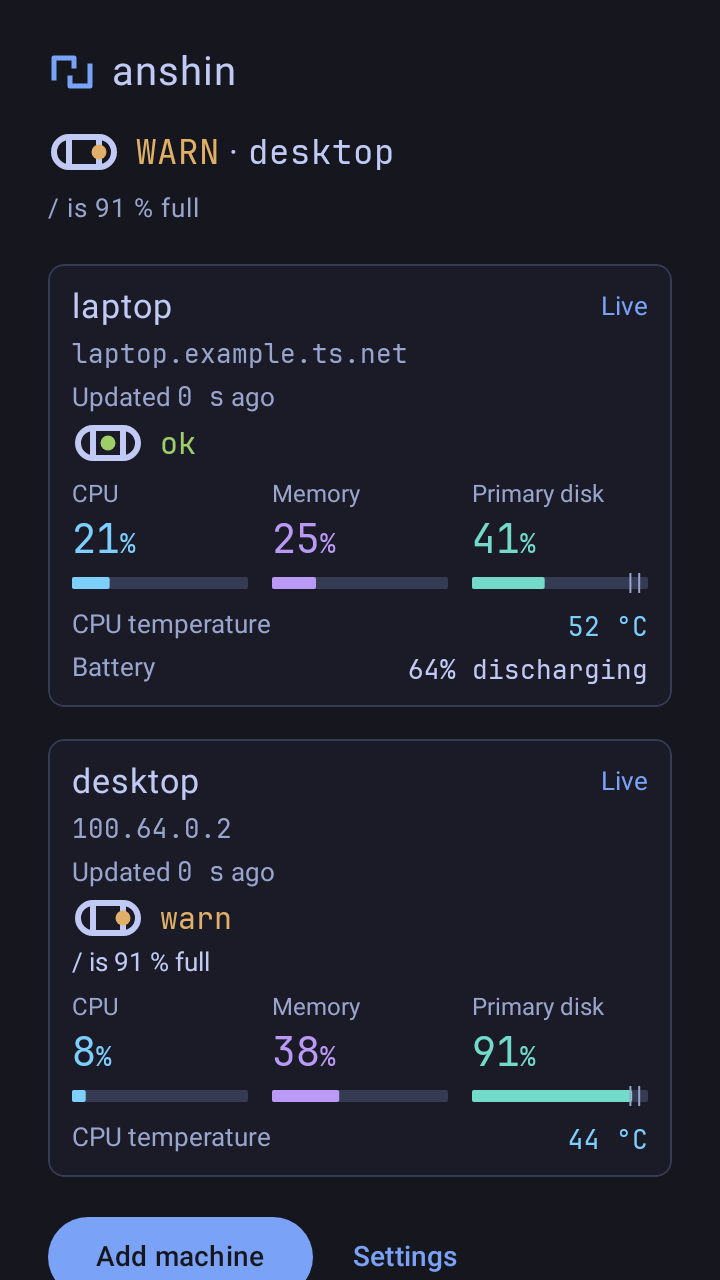 anshin
WARN · desktop
/ is 91 % full
laptop Live
laptop.example.ts.net
Updated 0 s ago
ok
CPU Memory Primary disk
21% 25% 41%
CPU temperature 52 °C
Battery 64% discharging
desktop Live
100.64.0.2
Updated 0 s ago
warn
/ is 91 % full
CPU Memory Primary disk
8% 38% 91%
CPU temperature 44 °C
Add machine Settings